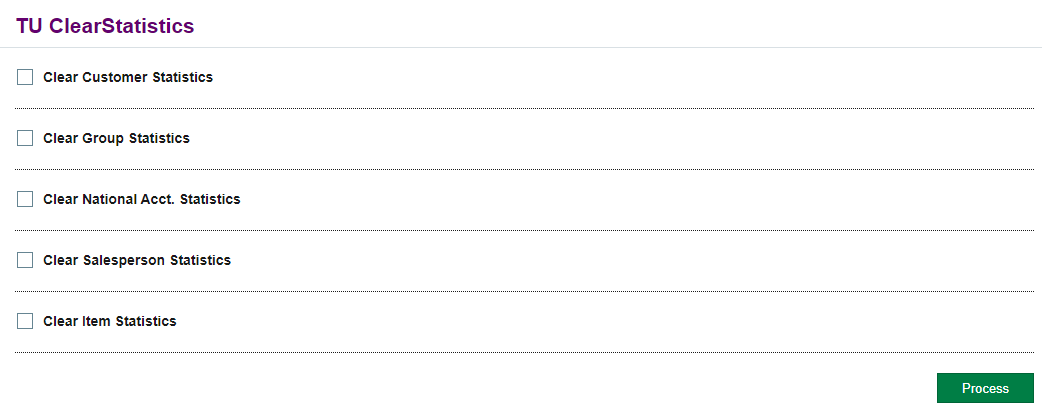 TU ClearStatistics
Clear Customer Statistics
Clear Group Statistics
Clear National Acct. Statistics
Clear Salesperson Statistics
Clear Item Statistics
Process